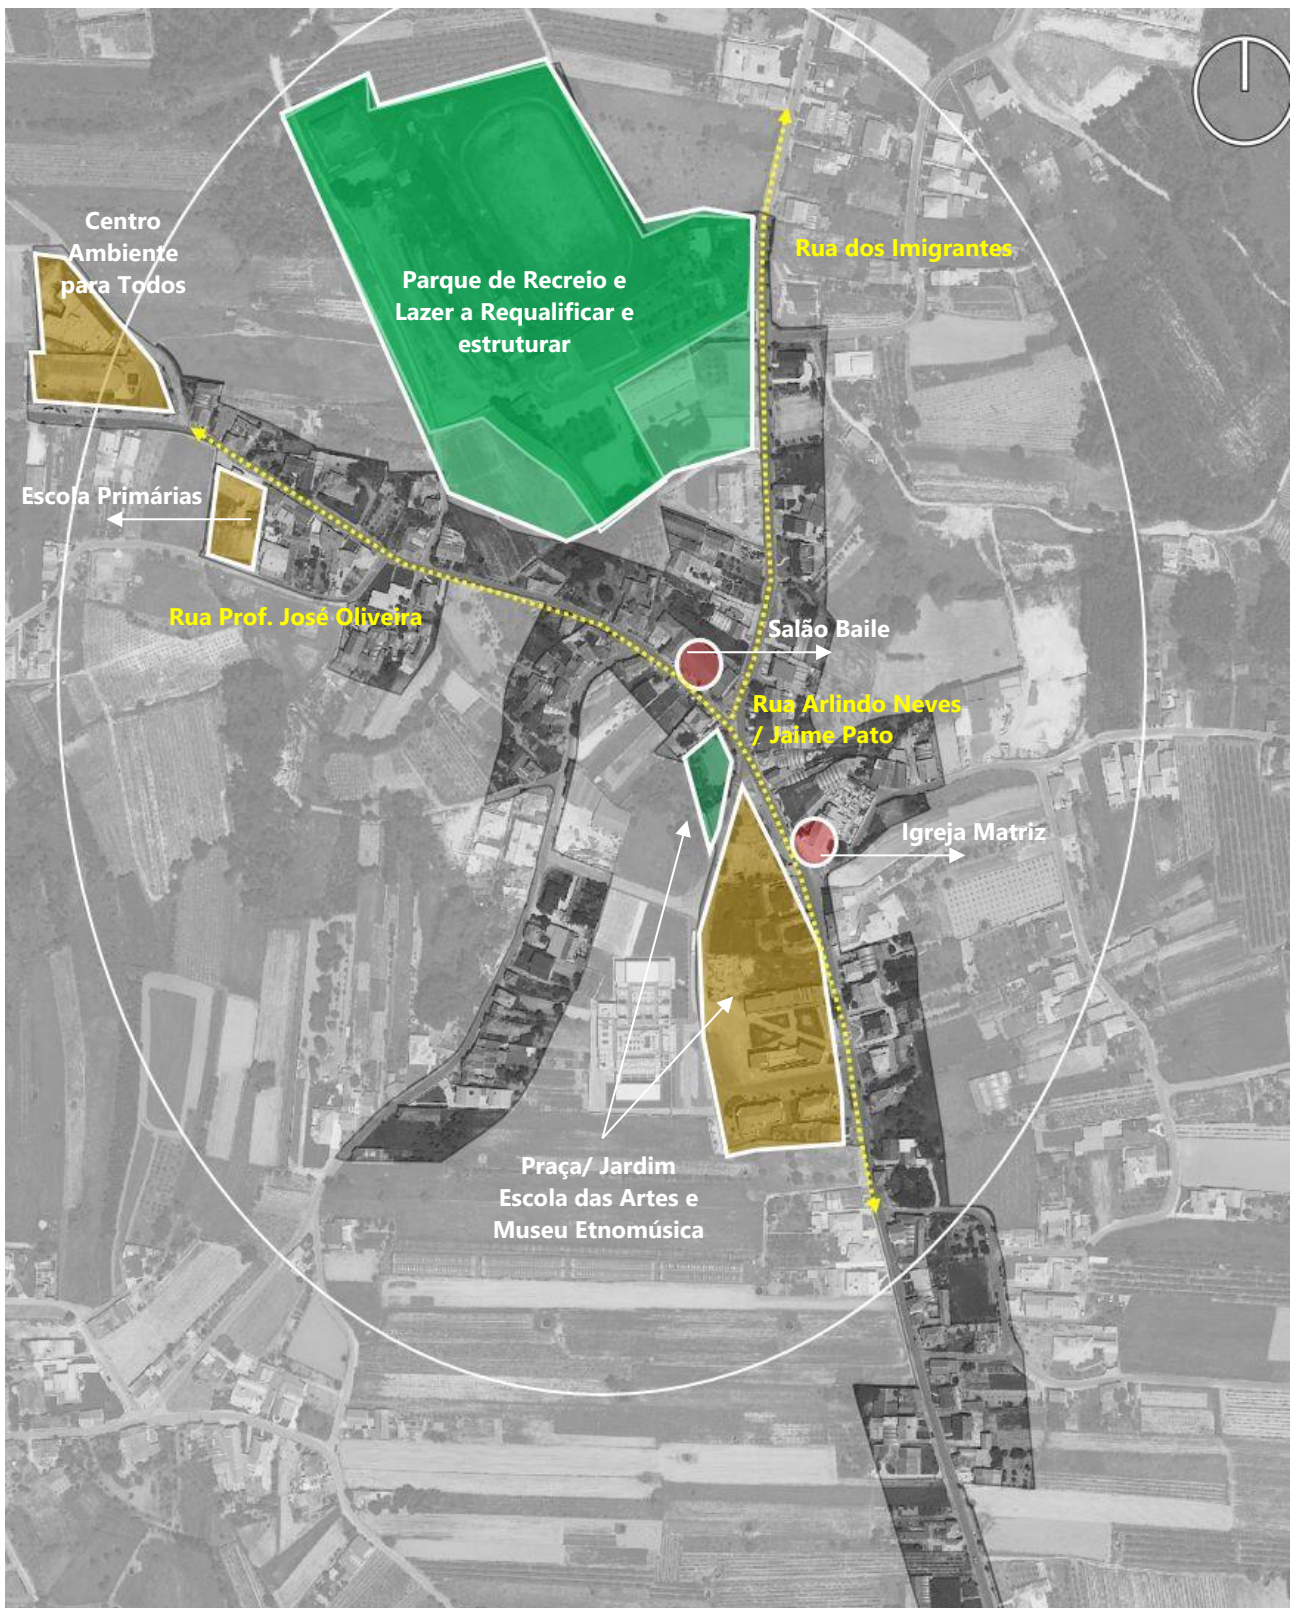 Centro
Ambiente
para Todos
Rua dos Imigrantes
Parque de Recreio e
Lazer a Requalificar e
estruturar
Escola Primárias
Rua Prof. José Oliveira
Salão Baile
Rua Arlindo Neves
/ Jaime Pato
Igreja Matriz
Praça/ Jardim
Escola das Artes e
Museu Etnomúsica